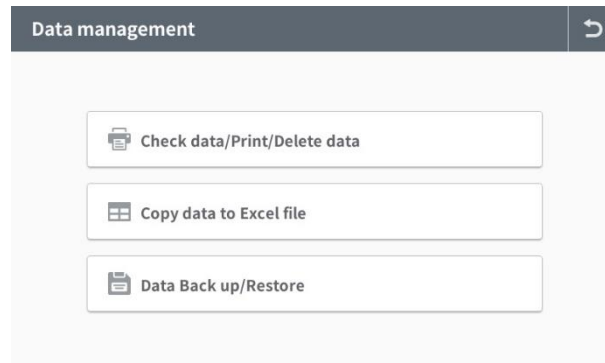 Data management
Check data/Print/Delete data
Copy data to Excel file
Data Back up/Restore